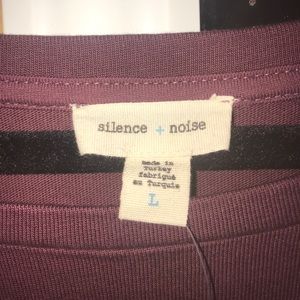 silence + noise
made in
Turkey
fabriqué
en Turquie
L